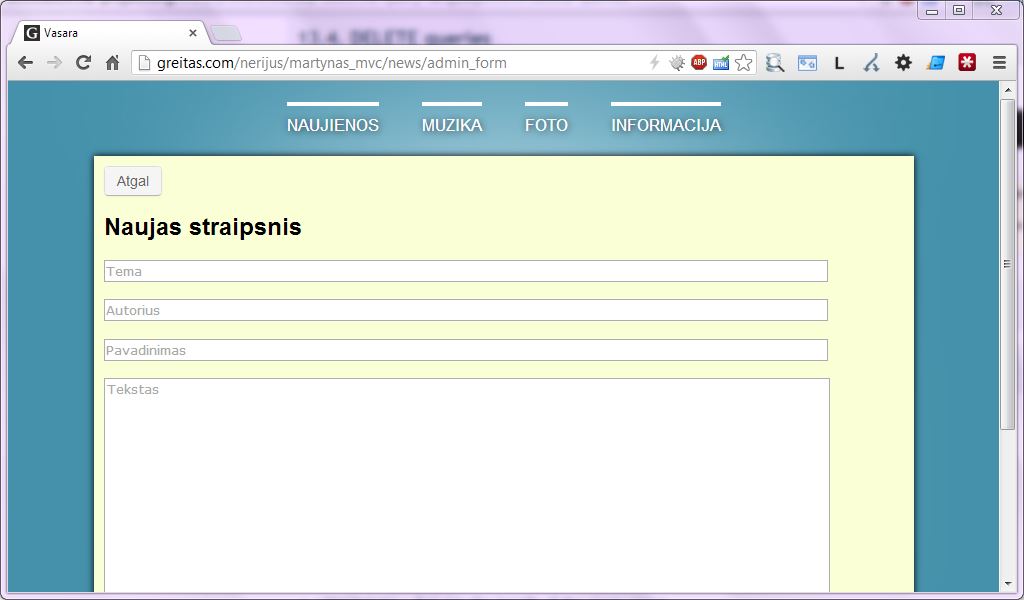 13.4. DELETE queries
G Vasara
greitas.com/nerijus/martynas_mvc/news/admin_form
ABP
HTML
L
NAUJIENOS MUZIKA FOTO INFORMACIJA
Atgal
Naujas straipsnis
Tema
Autorius
Pavadinimas
Tekstas